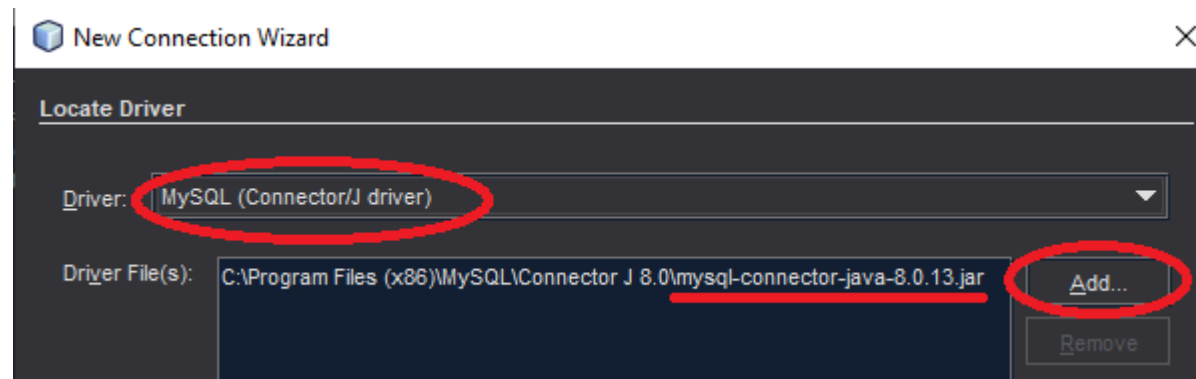 New Connection Wizard
Locate Driver
Driver: MySQL (Connector/J driver)
Driver File(s): C:\Program Files (x86)\MySQL\Connector J 8.0\mysql-connector-java-8.0.13.jar Add...
Remove